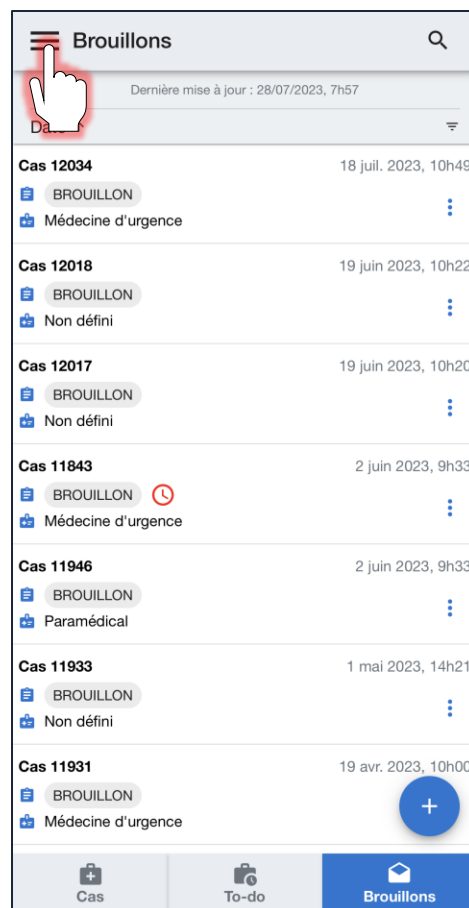 Brouillons
Dernière mise à jour : 28/07/2023, 7h57
Cas 12034 18 juil. 2023, 10h49
BROUILLON
Médecine d'urgence
Cas 12018 19 juin 2023, 10h22
BROUILLON
Non défini
Cas 12017 19 juin 2023, 10h20
BROUILLON
Non défini
Cas 11843 2 juin 2023, 9h33
BROUILLON
Médecine d'urgence
Cas 11946 2 juin 2023, 9h33
BROUILLON
Paramédical
Cas 11933 1 mai 2023, 14h21
BROUILLON
Non défini
Cas 11931 19 avr. 2023, 10h00
BROUILLON
Médecine d'urgence
Cas To-do Brouillons